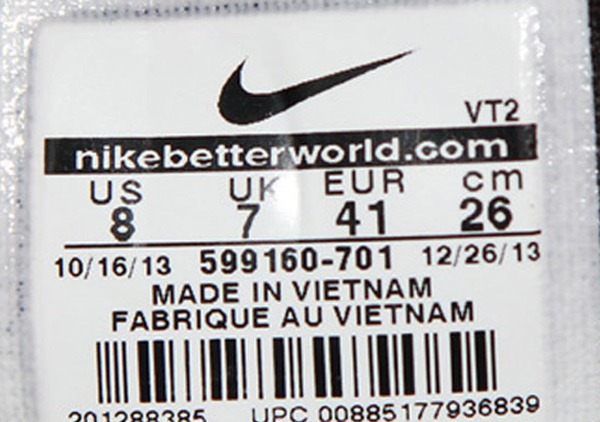 VT2
nikebetterworld.com
US UK EUR cm
8 7 41 26
10/16/13 599160-701 12/26/13
MADE IN VIETNAM
FABRIQUE AU VIETNAM
201288385 UPC 00885177936839